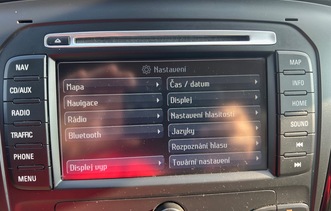 Nastavení
Mapa
Navigace
Rádio
Bluetooth
Displej vyp
Čas / datum
Displej
Nastavení hlasitosti
Jazyky
Rozpoznání hlasu
Tovární nastavení
NAV
CD/AUX
RADIO
TRAFFIC
PHONE
MENU
MAP
INFO
HOME
SOUND